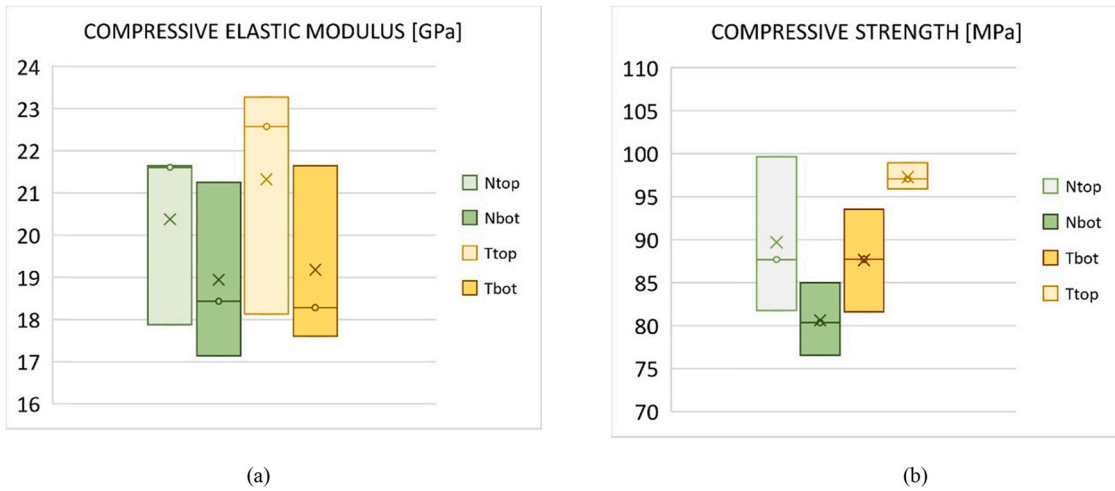 COMPRESSIVE ELASTIC MODULUS [GPa]
24
23
22
21
20
19
18
17
16
Ntop
Nbot
Ttop
Tbot
(a)
COMPRESSIVE STRENGTH [MPa]
110
105
100
95
90
85
80
75
70
Ntop
Nbot
Tbot
Ttop
(b)